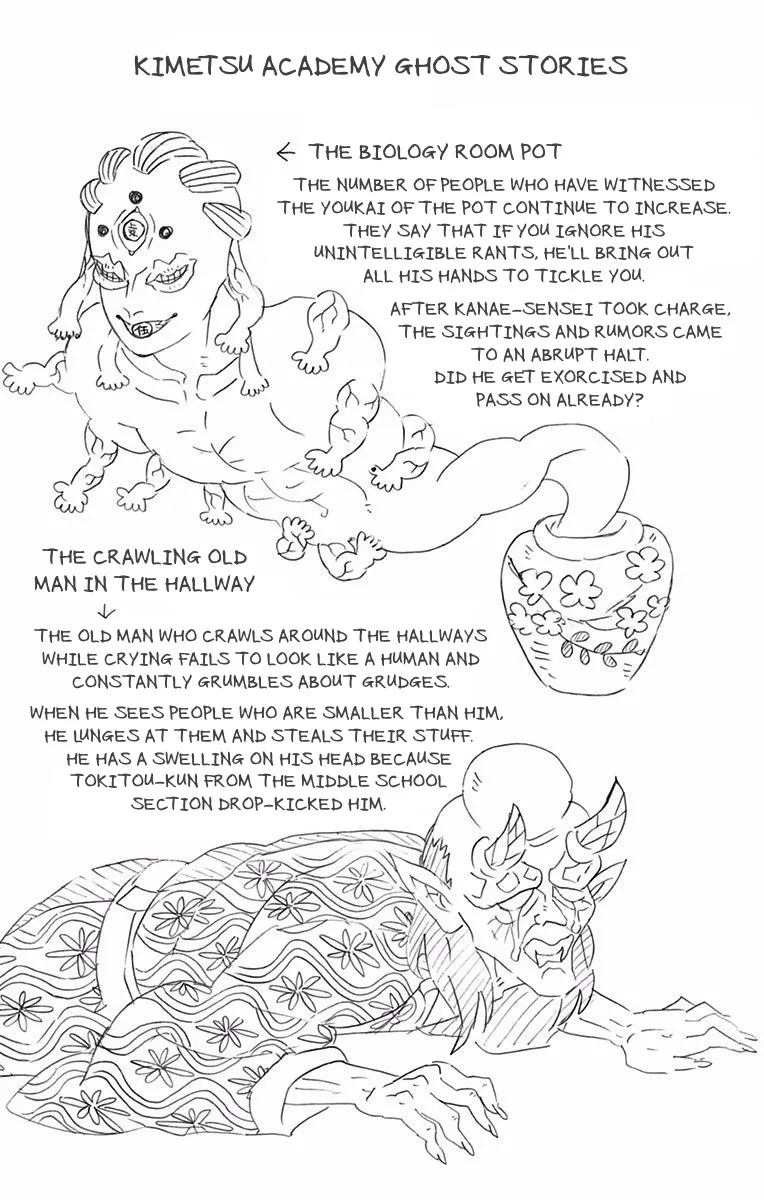 KIMETSU ACADEMY GHOST STORIES
← THE BIOLOGY ROOM POT
THE NUMBER OF PEOPLE WHO HAVE WITNESSED
THE YOUKAI OF THE POT CONTINUE TO INCREASE.
THEY SAY THAT IF YOU IGNORE HIS
UNINTELLIGIBLE RANTS, HE'LL BRING OUT
ALL HIS HANDS TO TICKLE YOU.
AFTER KANAE-SENSEI TOOK CHARGE,
THE SIGHTINGS AND RUMORS CAME
TO AN ABRUPT HALT.
DID HE GET EXORCISED AND
PASS ON ALREADY?
伍
THE CRAWLING OLD
MAN IN THE HALLWAY
↓
THE OLD MAN WHO CRAWLS AROUND THE HALLWAYS
WHILE CRYING FAILS TO LOOK LIKE A HUMAN AND
CONSTANTLY GRUMBLES ABOUT GRUDGES.
WHEN HE SEES PEOPLE WHO ARE SMALLER THAN HIM,
HE LUNGES AT THEM AND STEALS THEIR STUFF.
HE HAS A SWELLING ON HIS HEAD BECAUSE
TOKITOU-KUN FROM THE MIDDLE SCHOOL
SECTION DROP-KICKED HIM.